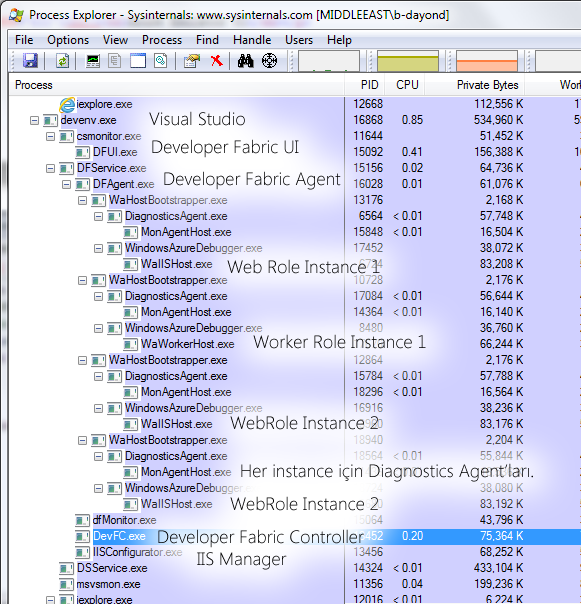 Process Explorer - Sysinternals: www.sysinternals.com [MIDDLEEAST\b-dayond]
File Options View Process Find Handle Users Help
Process PID CPU Private Bytes Work
iexplore.exe 12668 112,556 K
devenv.exe Visual Studio 16868 0.85 534,960 K
csmonitor.exe 11644 51,452 K
DFUI.exe Developer Fabric UI 15092 0.41 156,388 K
DFService.exe 15156 0.02 64,736 K
DFAgent.exe Developer Fabric Agent 16028 0.01 61,076 K
WaHostBootstrapper.exe 13176 2,168 K
DiagnosticsAgent.exe 6564 < 0.01 57,748 K
MonAgentHost.exe 15848 < 0.01 16,504 K
WindowsAzureDebugger.exe 17452 38,072 K
WaIISHost.exe Web Role Instance 1 83,208 K
WaHostBootstrapper.exe 10728 2,176 K
DiagnosticsAgent.exe 17084 < 0.01 56,644 K
MonAgentHost.exe 14364 < 0.01 16,140 K
WindowsAzureDebugger.exe 8480 36,760 K
WaWorkerHost.exe Worker Role Instance 1 66,244 K
WaHostBootstrapper.exe 12864 2,176 K
DiagnosticsAgent.exe 15784 < 0.01 57,788 K
MonAgentHost.exe 18296 < 0.01 16,564 K
WindowsAzureDebugger.exe 16916 38,236 K
WaIISHost.exe WebRole Instance 2 83,176 K
WaHostBootstrapper.exe 18940 2,204 K
DiagnosticsAgent.exe 18564 < 0.01 55,844 K
MonAgentHost.exe Her instance için Diagnostics Agent'ları.
WindowsAzureDebugger.exe 38,080 K
WaIISHost.exe WebRole Instance 2 83,192 K
dfMonitor.exe 43,796 K
DevFC.exe Developer Fabric Controller 0.20 75,364 K
IISConfigurator.exe IIS Manager 13456 68,252 K
DSService.exe 14324 < 0.01 433,104 K
msvsmon.exe 11356 0.04 199,236 K
iexplore.exe 12016 < 0.01 6,224 K